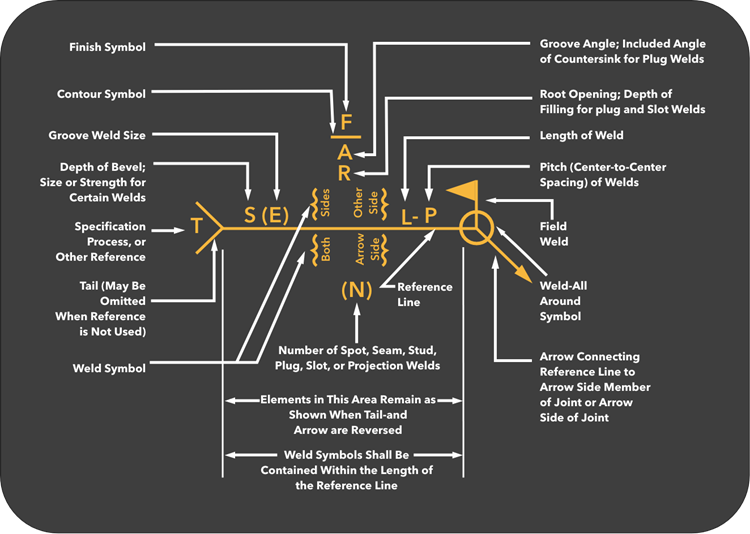 Finish Symbol
Contour Symbol
Groove Weld Size
Depth of Bevel;
Size or Strength for
Certain Welds
Specification
Process, or
Other Reference
Tail (May Be
Omitted
When Reference
is Not Used)
Weld Symbol
F
A
R
T
S (E)
Sides
Both
Other
Side
Arrow
Side
L- P
(N)
Groove Angle; Included Angle
of Countersink for Plug Welds
Root Opening; Depth of
Filling for plug and Slot Welds
Length of Weld
Pitch (Center-to-Center
Spacing) of Welds
Field
Weld
Weld-All
Around
Symbol
Reference
Line
Arrow Connecting
Reference Line to
Arrow Side Member
of Joint or Arrow
Side of Joint
Number of Spot, Seam, Stud,
Plug, Slot, or Projection Welds
Elements in This Area Remain as
Shown When Tail-and
Arrow are Reversed
Weld Symbols Shall Be
Contained Within the Length of
the Reference Line